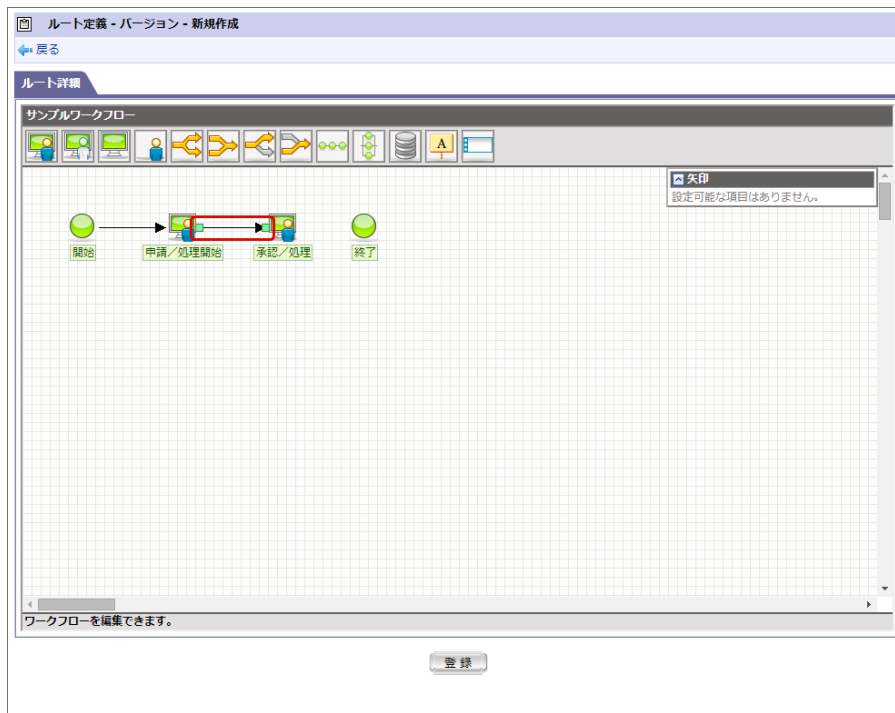 ルート定義 - バージョン - 新規作成
戻る
ルート詳細
サンプルワークフロー
A
矢印
設定可能な項目はありません。
開始
申請／処理開始
承認／処理
終了
ワークフローを編集できます。
登録